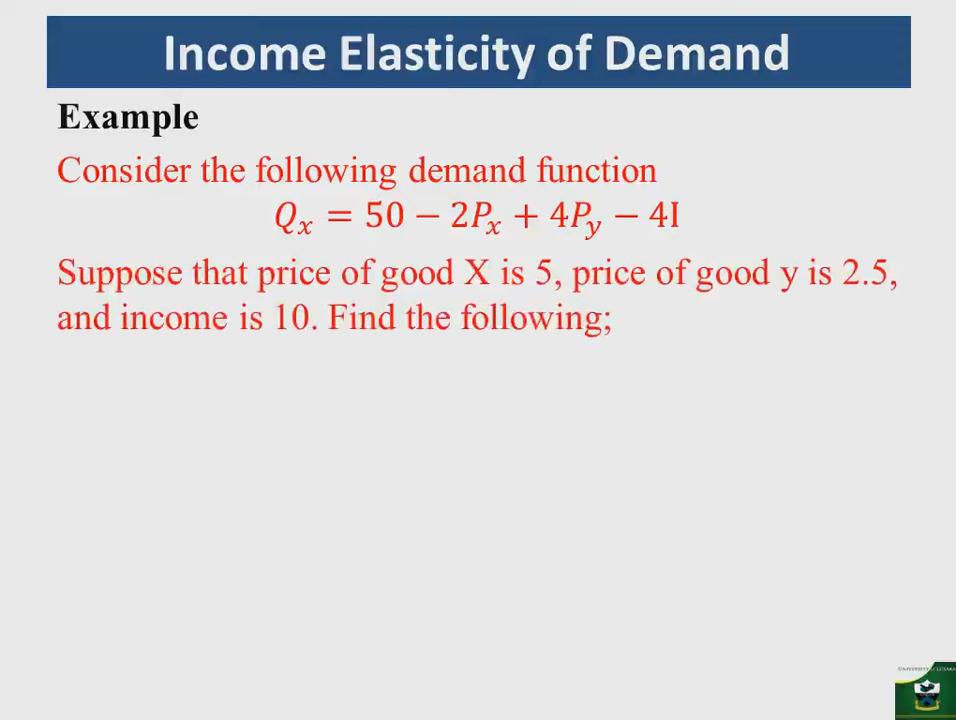 Income Elasticity of Demand
Example
Consider the following demand function
𝑄ₓ = 50 − 2𝑃ₓ + 4𝑃_y − 4I
Suppose that price of good X is 5, price of good y is 2.5,
and income is 10. Find the following;